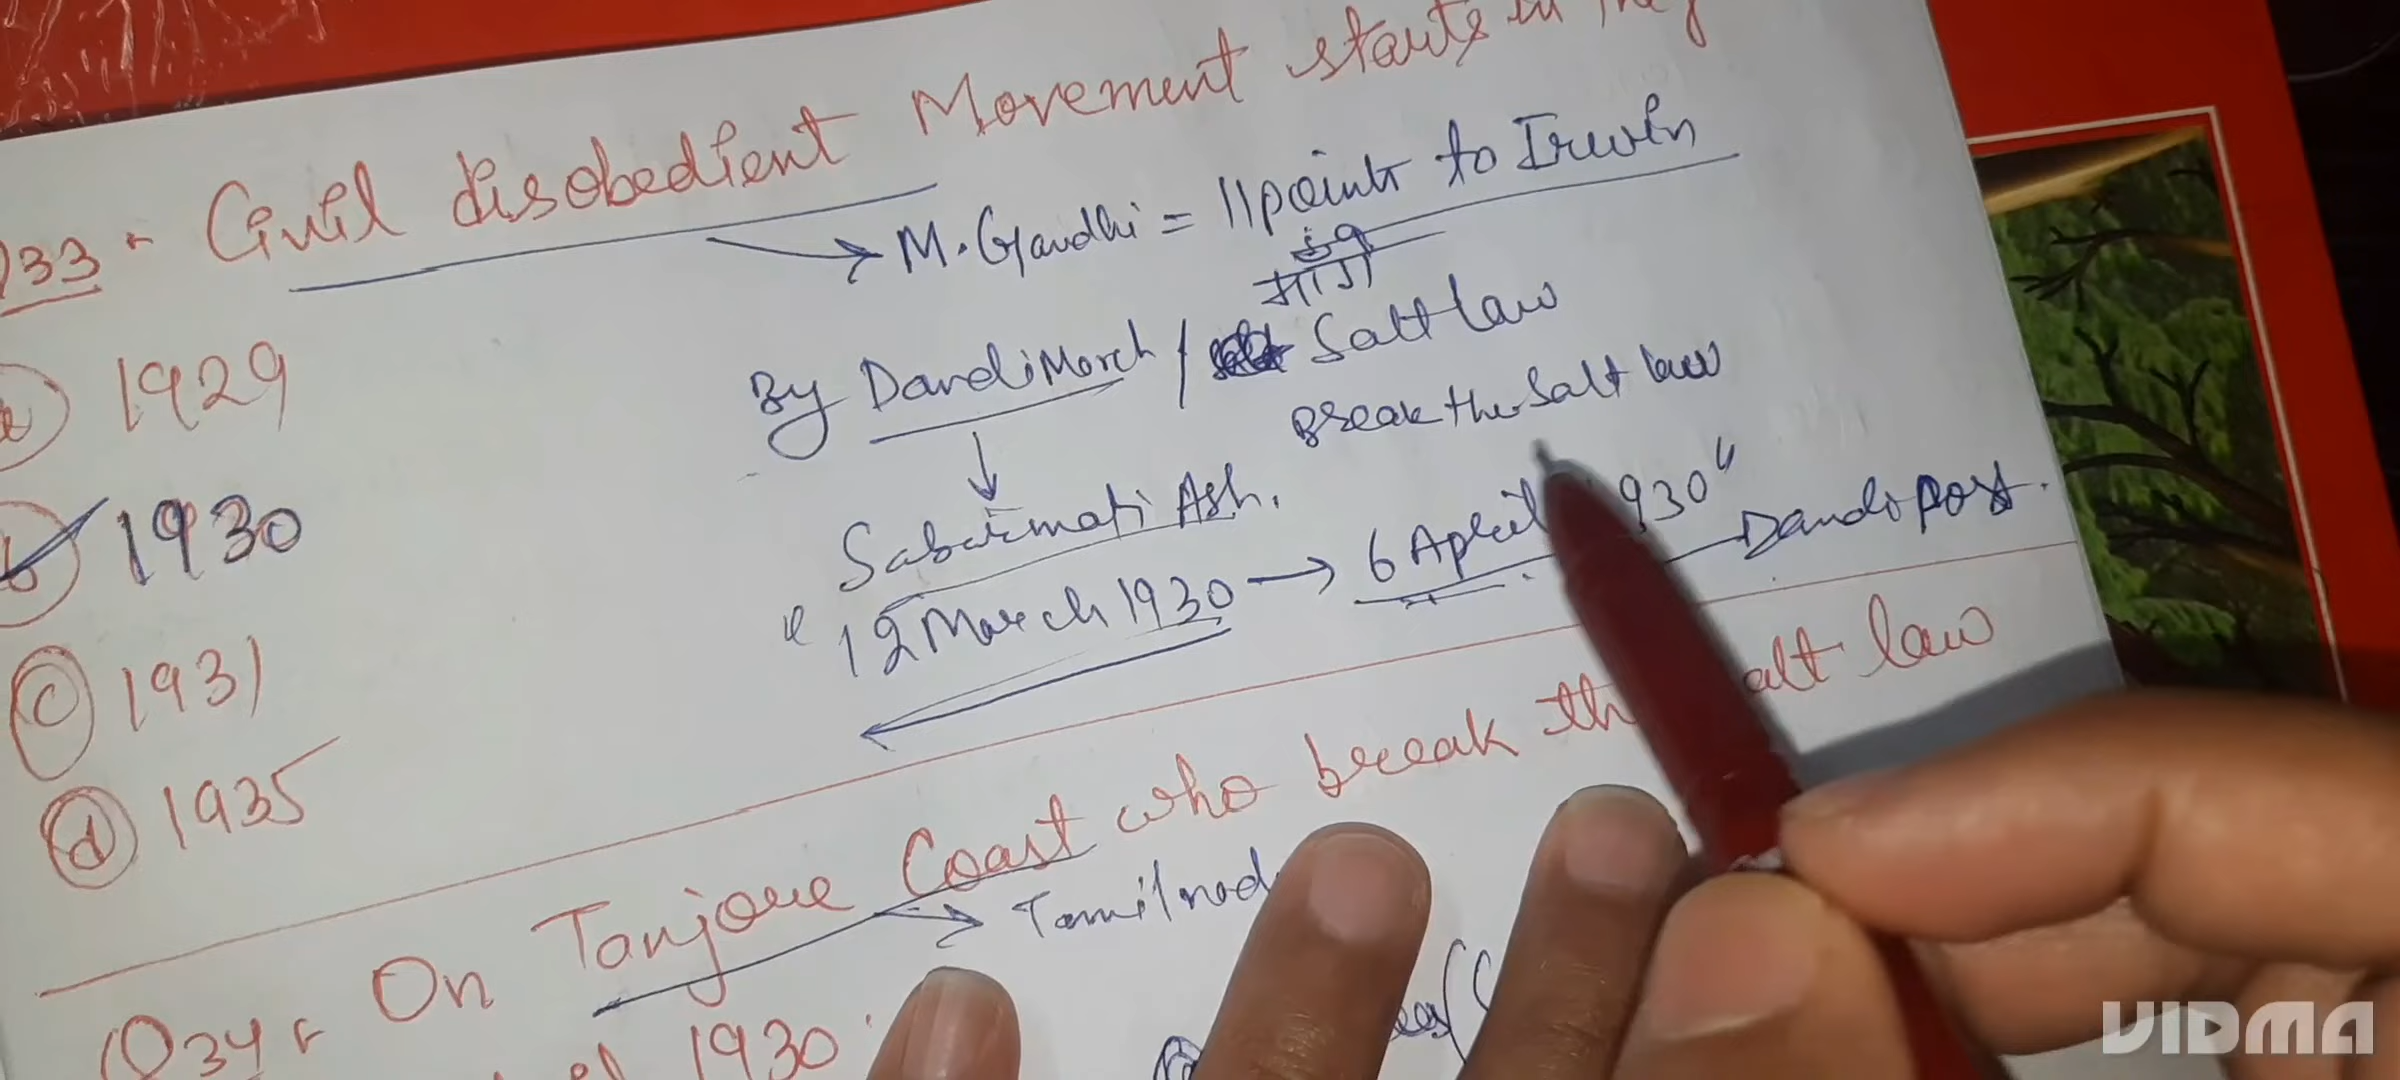 Q33 - Civil disobedient Movement starts in the
→ M. Gandhi = 11 points to Irwin
मांग
(a) 1929
By Dandi March / Salt law
Break the Salt law
(b) 1930
Sabarmati Ash.
"12 March 1930 → 6 April 1930" Dandi
(c) 1931
(d) 1935
Q34 - On Tanjore Coast who break the Salt law
→ Tamilnad
1930
VIDMA